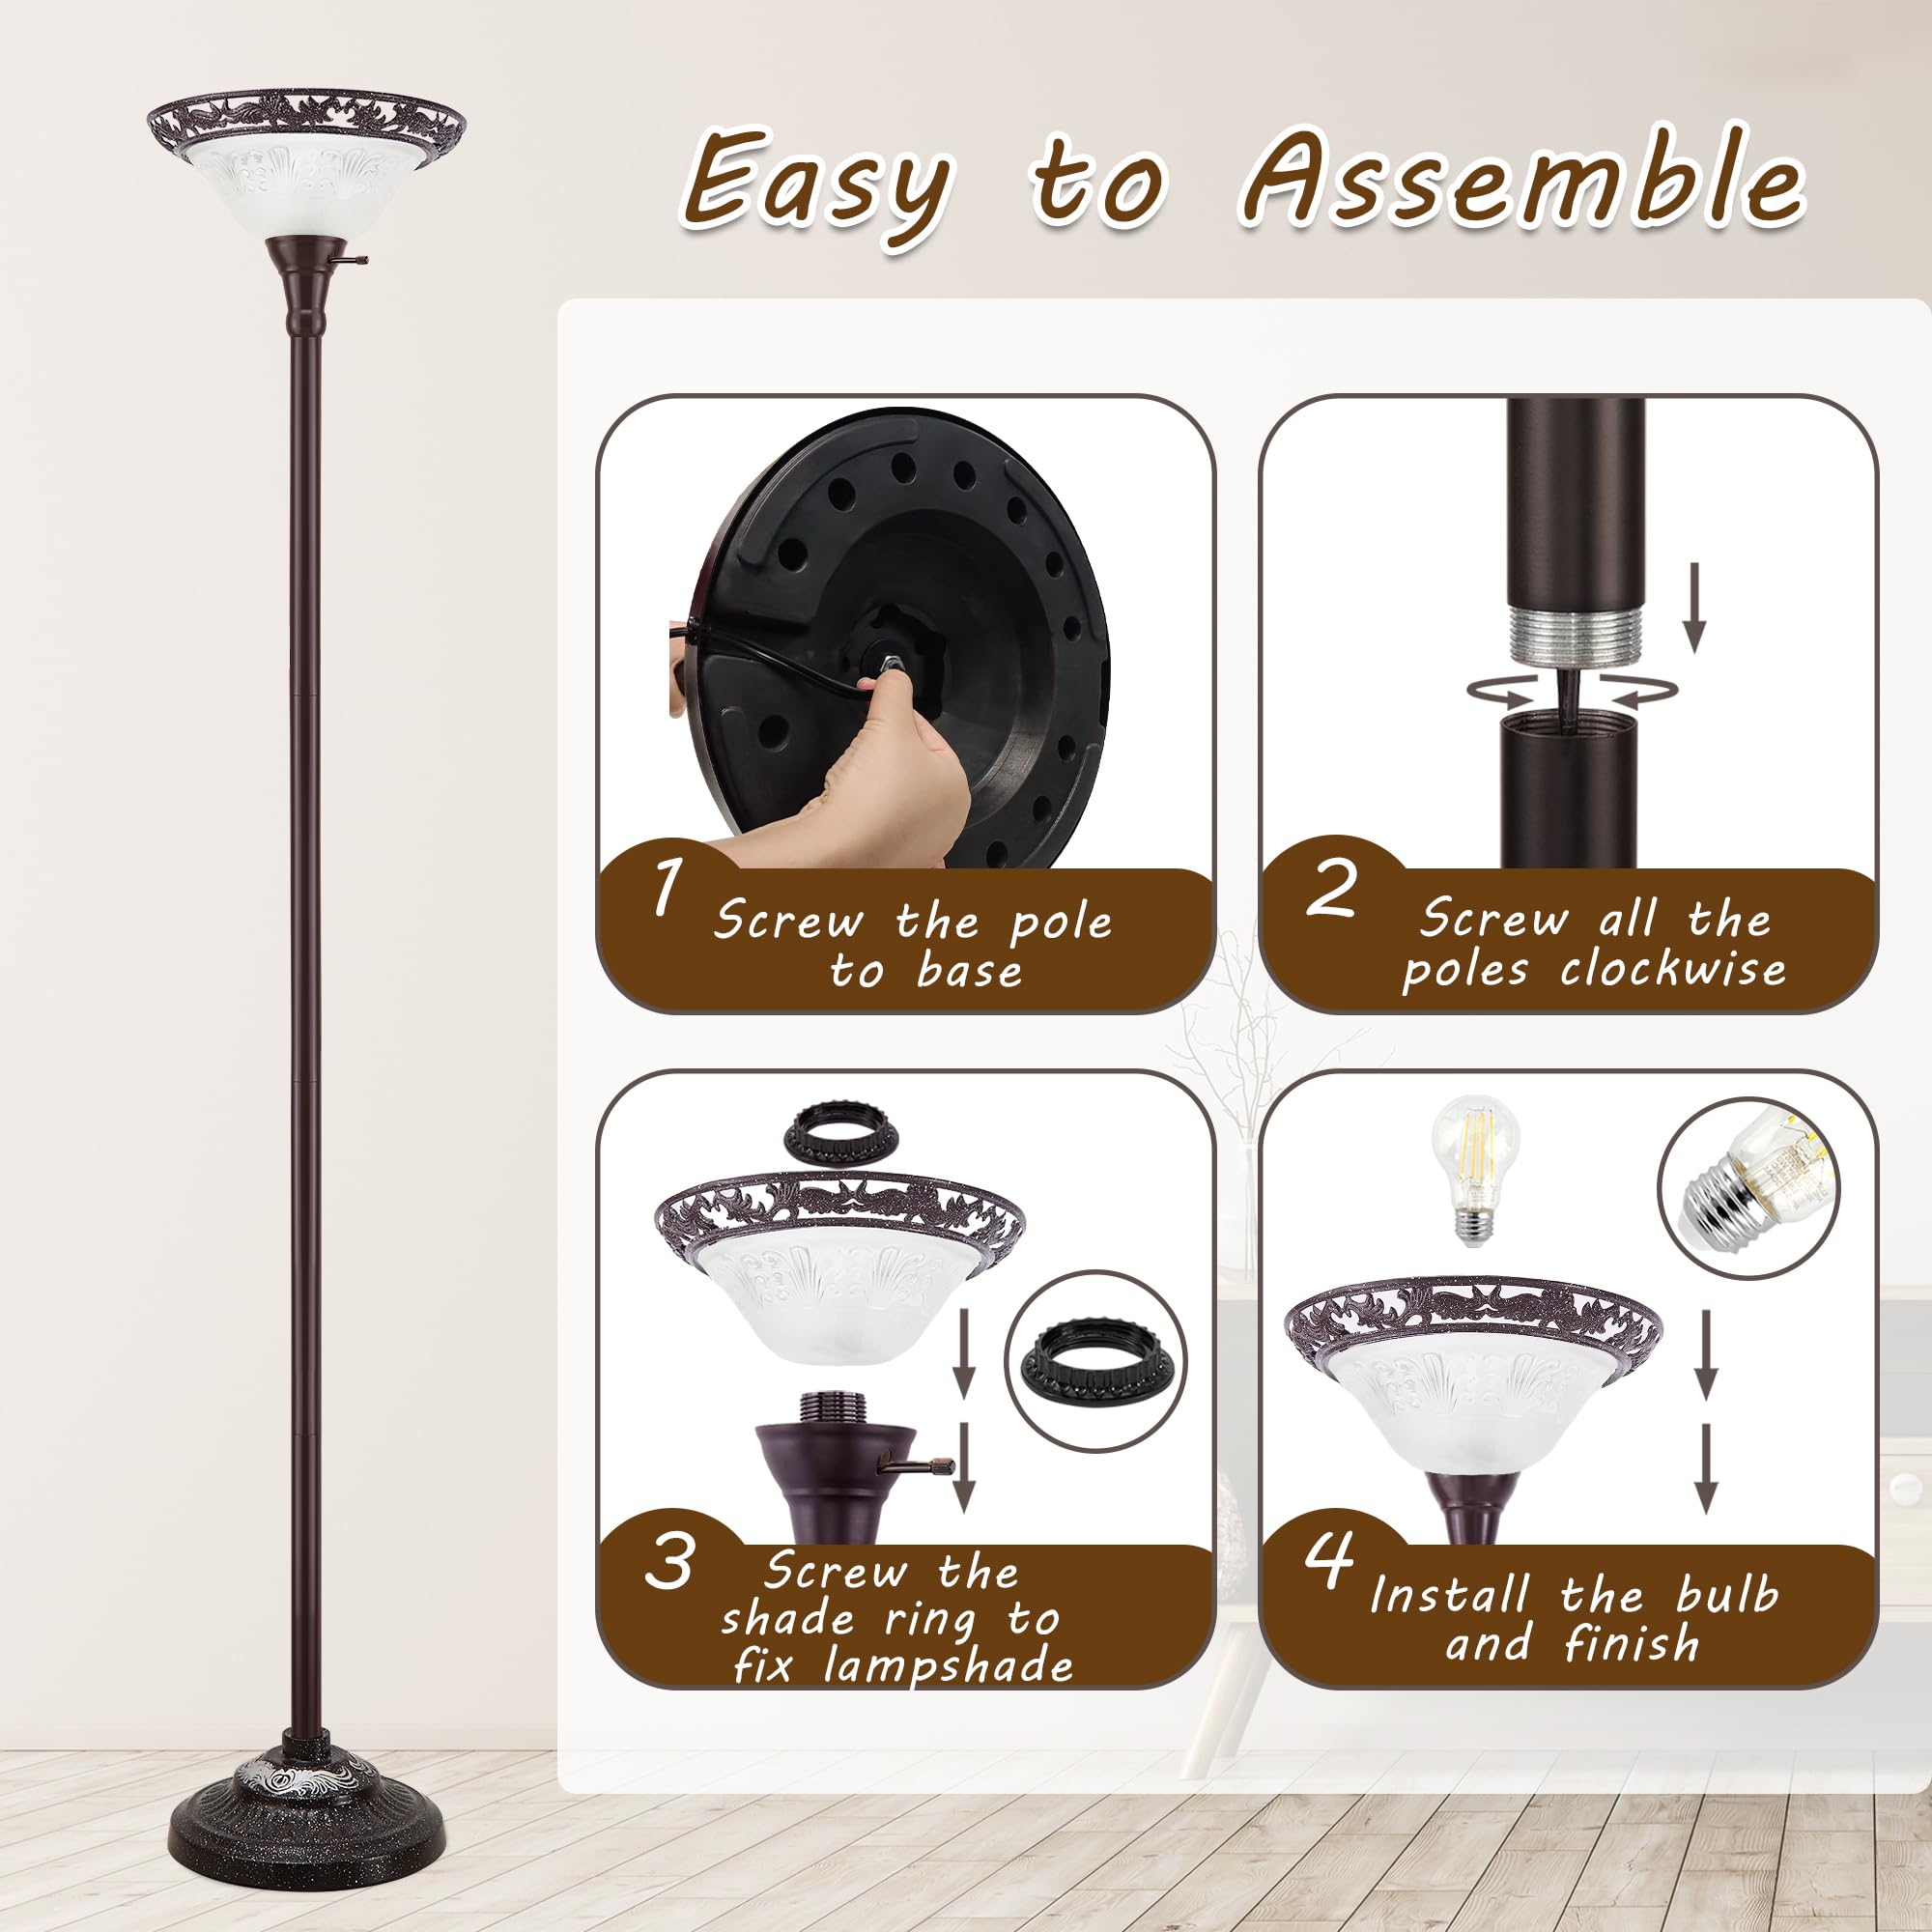 Easy to Assemble
1
Screw the pole
to base
2
Screw all the
poles clockwise
3
Screw the
shade ring to
fix lampshade
4
Install the bulb
and finish